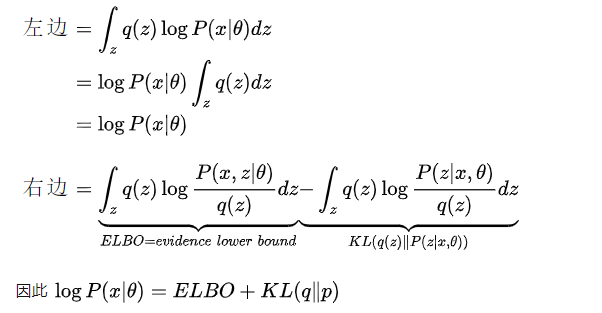 左边 = ∫_z q(z) log P(x|θ)dz
= log P(x|θ) ∫_z q(z)dz
= log P(x|θ)
右边 = ∫_z q(z) log P(x, z|θ)/q(z) dz − ∫_z q(z) log P(z|x, θ)/q(z) dz
ELBO=evidence lower bound KL(q(z)||P(z|x,θ))
因此 log P(x|θ) = ELBO + KL(q||p)